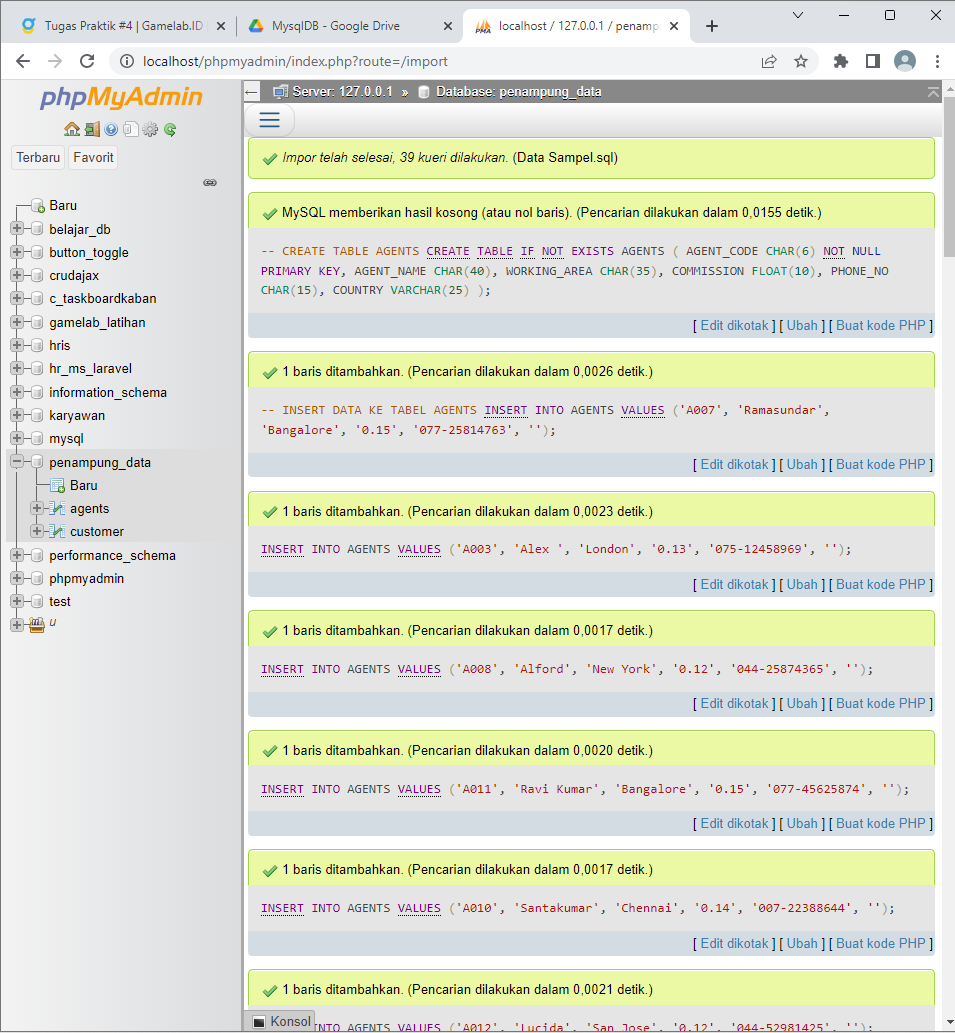 Tugas Praktik #4 | Gamelab.ID
MysqlDB - Google Drive
localhost / 127.0.0.1 / penamp
localhost/phpmyadmin/index.php?route=/import
phpMyAdmin
Terbaru
Favorit
Baru
belajar_db
button_toggle
crudajax
c_taskboardkaban
gamelab_latihan
hris
hr_ms_laravel
information_schema
karyawan
mysql
penampung_data
Baru
agents
customer
performance_schema
phpmyadmin
test
u
Server: 127.0.0.1 » Database: penampung_data
Impor telah selesai, 39 kueri dilakukan. (Data Sampel.sql)
MySQL memberikan hasil kosong (atau nol baris). (Pencarian dilakukan dalam 0,0155 detik.)
-- CREATE TABLE AGENTS CREATE TABLE IF NOT EXISTS AGENTS ( AGENT_CODE CHAR(6) NOT NULL
PRIMARY KEY, AGENT_NAME CHAR(40), WORKING_AREA CHAR(35), COMMISSION FLOAT(10), PHONE_NO
CHAR(15), COUNTRY VARCHAR(25) );
[ Edit dikotak ] [ Ubah ] [ Buat kode PHP ]
1 baris ditambahkan. (Pencarian dilakukan dalam 0,0026 detik.)
-- INSERT DATA KE TABEL AGENTS INSERT INTO AGENTS VALUES ('A007', 'Ramasundar',
'Bangalore', '0.15', '077-25814763', '');
[ Edit dikotak ] [ Ubah ] [ Buat kode PHP ]
1 baris ditambahkan. (Pencarian dilakukan dalam 0,0023 detik.)
INSERT INTO AGENTS VALUES ('A003', 'Alex ', 'London', '0.13', '075-12458969', '');
[ Edit dikotak ] [ Ubah ] [ Buat kode PHP ]
1 baris ditambahkan. (Pencarian dilakukan dalam 0,0017 detik.)
INSERT INTO AGENTS VALUES ('A008', 'Alford', 'New York', '0.12', '044-25874365', '');
[ Edit dikotak ] [ Ubah ] [ Buat kode PHP ]
1 baris ditambahkan. (Pencarian dilakukan dalam 0,0020 detik.)
INSERT INTO AGENTS VALUES ('A011', 'Ravi Kumar', 'Bangalore', '0.15', '077-45625874', '');
[ Edit dikotak ] [ Ubah ] [ Buat kode PHP ]
1 baris ditambahkan. (Pencarian dilakukan dalam 0,0017 detik.)
INSERT INTO AGENTS VALUES ('A010', 'Santakumar', 'Chennai', '0.14', '007-22388644', '');
[ Edit dikotak ] [ Ubah ] [ Buat kode PHP ]
1 baris ditambahkan. (Pencarian dilakukan dalam 0,0021 detik.)
Konsol
INTO AGENTS VALUES ('A012', 'Lucida', 'San Jose', '0.12', '044-52981425', '');